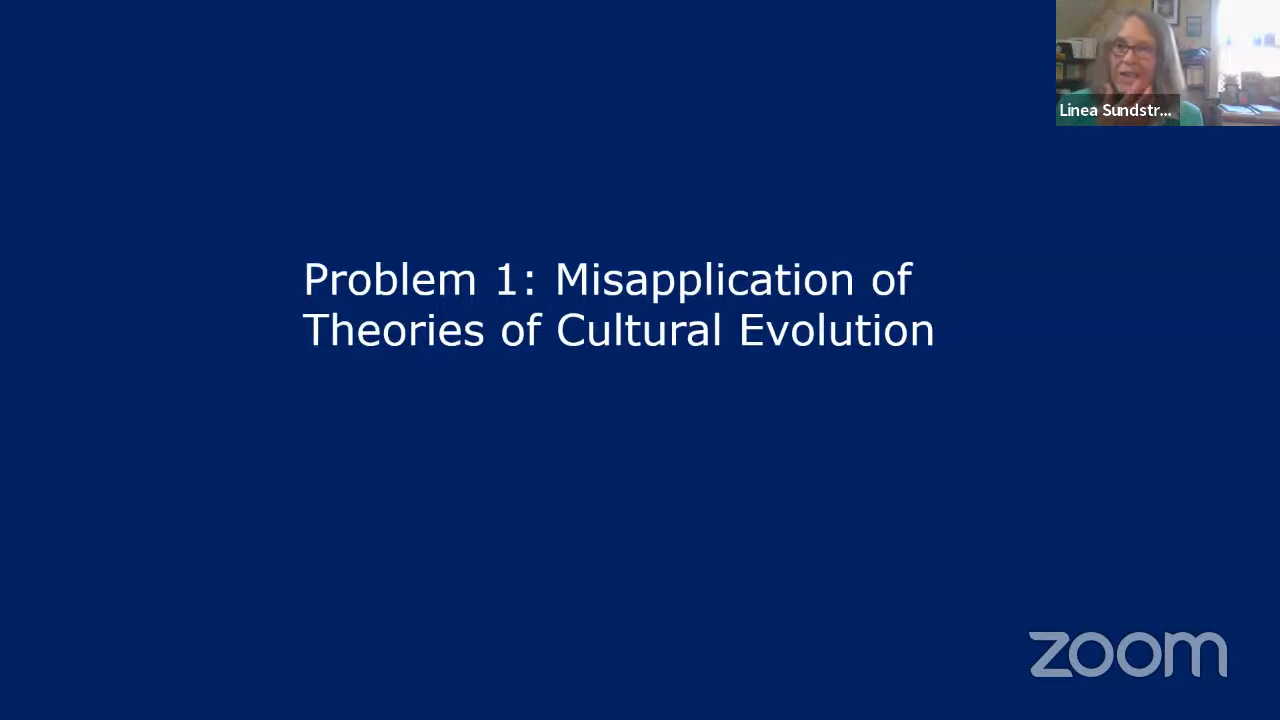 Linea Sundstr...
Problem 1: Misapplication of
Theories of Cultural Evolution
zoom